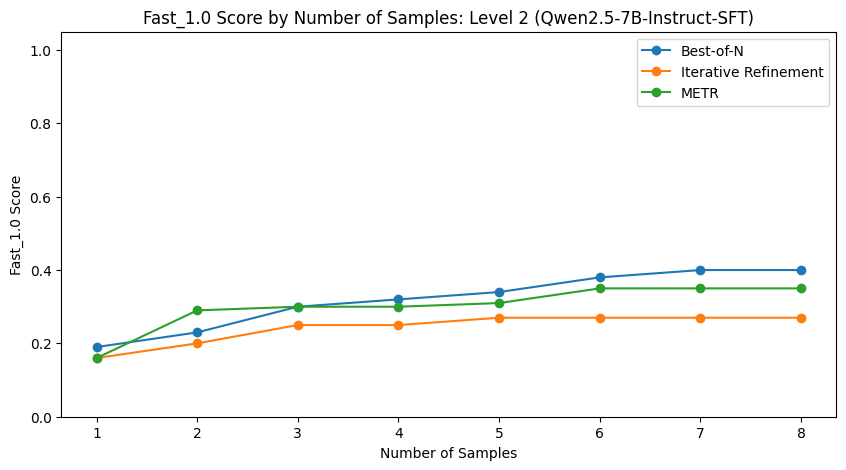 Fast_1.0 Score by Number of Samples: Level 2 (Qwen2.5-7B-Instruct-SFT)
Best-of-N
Iterative Refinement
METR
Fast_1.0 Score
1.0
0.8
0.6
0.4
0.2
0.0
1 2 3 4 5 6 7 8
Number of Samples